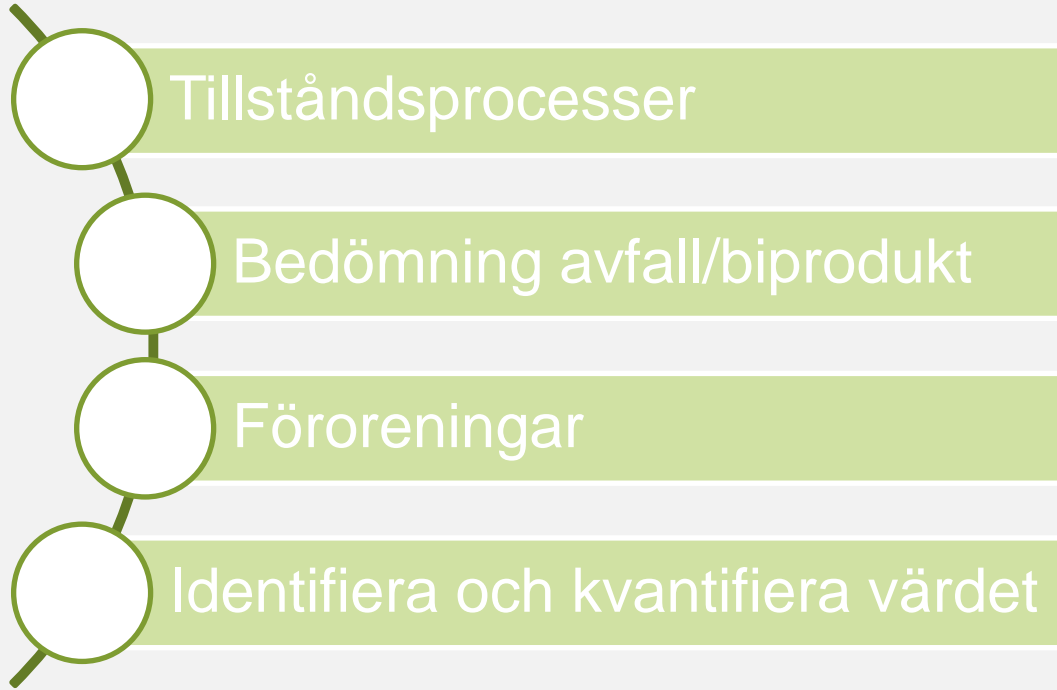 Tillståndsprocesser
Bedömning avfall/biprodukt
Föroreningar
Identifiera och kvantifiera värdet